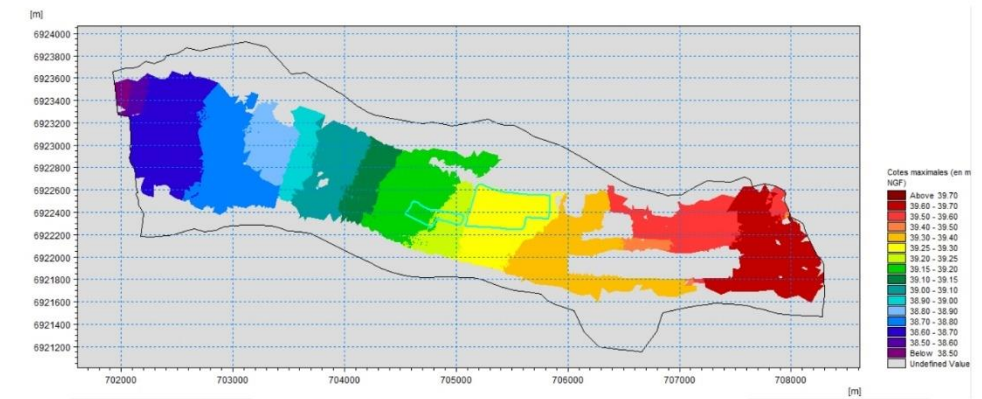 [m]
6924000
6923800
6923600
6923400
6923200
6923000
6922800
6922600
6922400
6922200
6922000
6921800
6921600
6921400
6921200
702000 703000 704000 705000 706000 707000 708000
[m]
Cotes maximales (en m
NGF)
Above 39.70
39.60 - 39.70
39.50 - 39.60
39.40 - 39.50
39.30 - 39.40
39.25 - 39.30
39.20 - 39.25
39.15 - 39.20
39.10 - 39.15
39.00 - 39.10
38.90 - 39.00
38.80 - 38.90
38.70 - 38.80
38.60 - 38.70
38.50 - 38.60
Below 38.50
Undefined Value